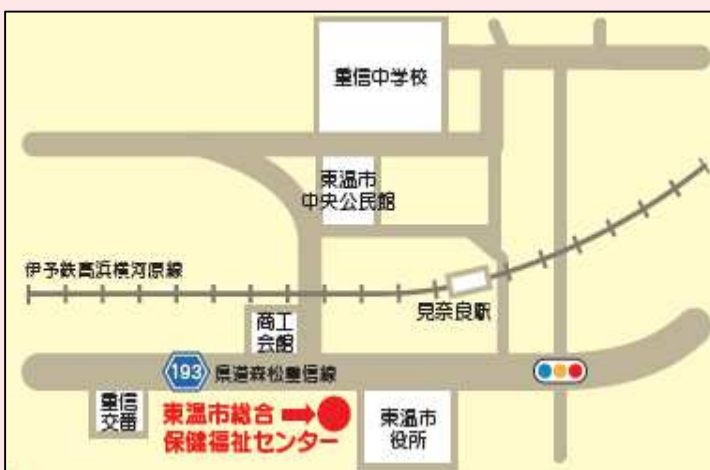 重信中学校
東温市
中央公民館
伊予鉄高浜横河原線
見奈良駅
商工
会館
193 県道森松重信線
重信
交番
東温市総合
保健福祉センター
東温市
役所